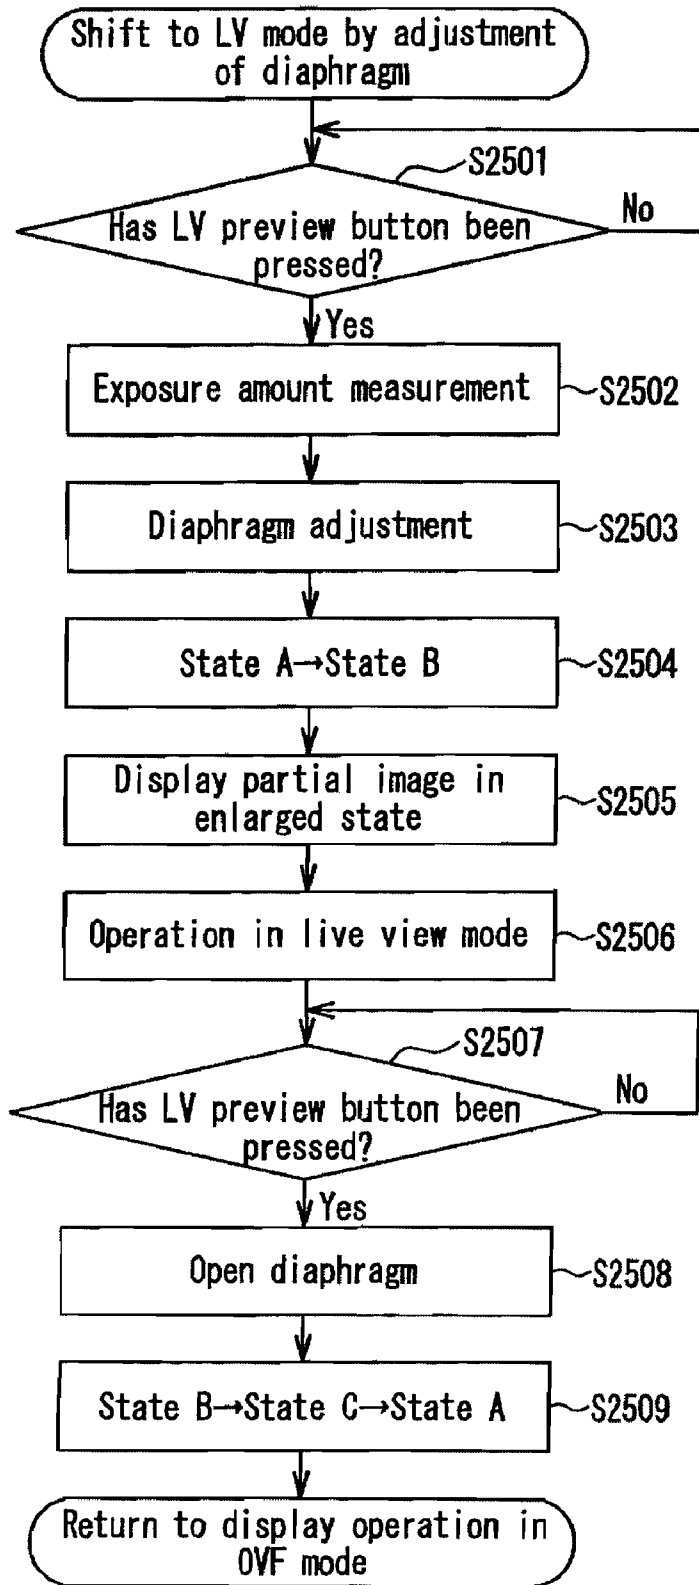 Shift to LV mode by adjustment
of diaphragm
S2501
Has LV preview button been
pressed?
No
Yes
Exposure amount measurement
S2502
Diaphragm adjustment
S2503
State A→State B
S2504
Display partial image in
enlarged state
S2505
Operation in live view mode
S2506
S2507
Has LV preview button been
pressed?
No
Yes
Open diaphragm
S2508
State B→State C→State A
S2509
Return to display operation in
OVF mode